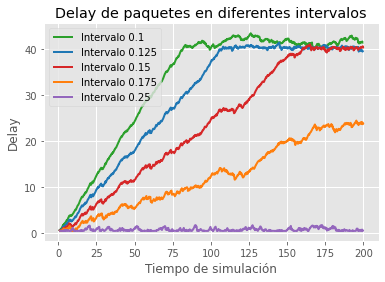 Delay de paquetes en difentes intervalos
Intervalo 0.1
Intervalo 0.125
Intervalo 0.15
Intervalo 0.175
Intervalo 0.25
Delay
40
30
20
10
0
0 25 50 75 100 125 150 175 200
Tiempo de simulación